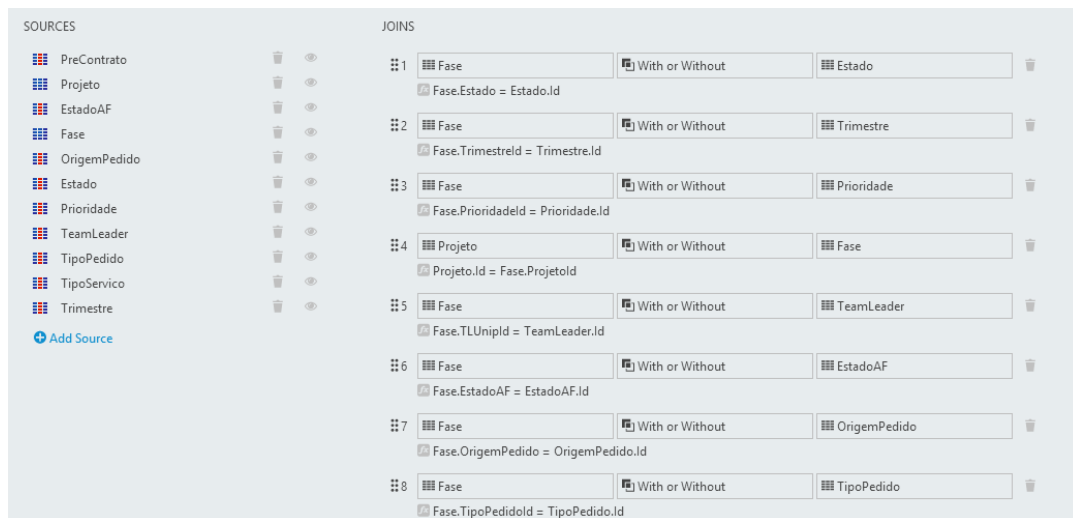 SOURCES
PreContrato
Projeto
EstadoAF
Fase
OrigemPedido
Estado
Prioridade
TeamLeader
TipoPedido
TipoServico
Trimestre
Add Source
JOINS
1 Fase With or Without Estado
Fase.Estado = Estado.Id
2 Fase With or Without Trimestre
Fase.TrimestreId = Trimestre.Id
3 Fase With or Without Prioridade
Fase.PrioridadeId = Prioridade.Id
4 Projeto With or Without Fase
Projeto.Id = Fase.ProjetoId
5 Fase With or Without TeamLeader
Fase.TLUnipId = TeamLeader.Id
6 Fase With or Without EstadoAF
Fase.EstadoAF = EstadoAF.Id
7 Fase With or Without OrigemPedido
Fase.OrigemPedido = OrigemPedido.Id
8 Fase With or Without TipoPedido
Fase.TipoPedidoId = TipoPedido.Id